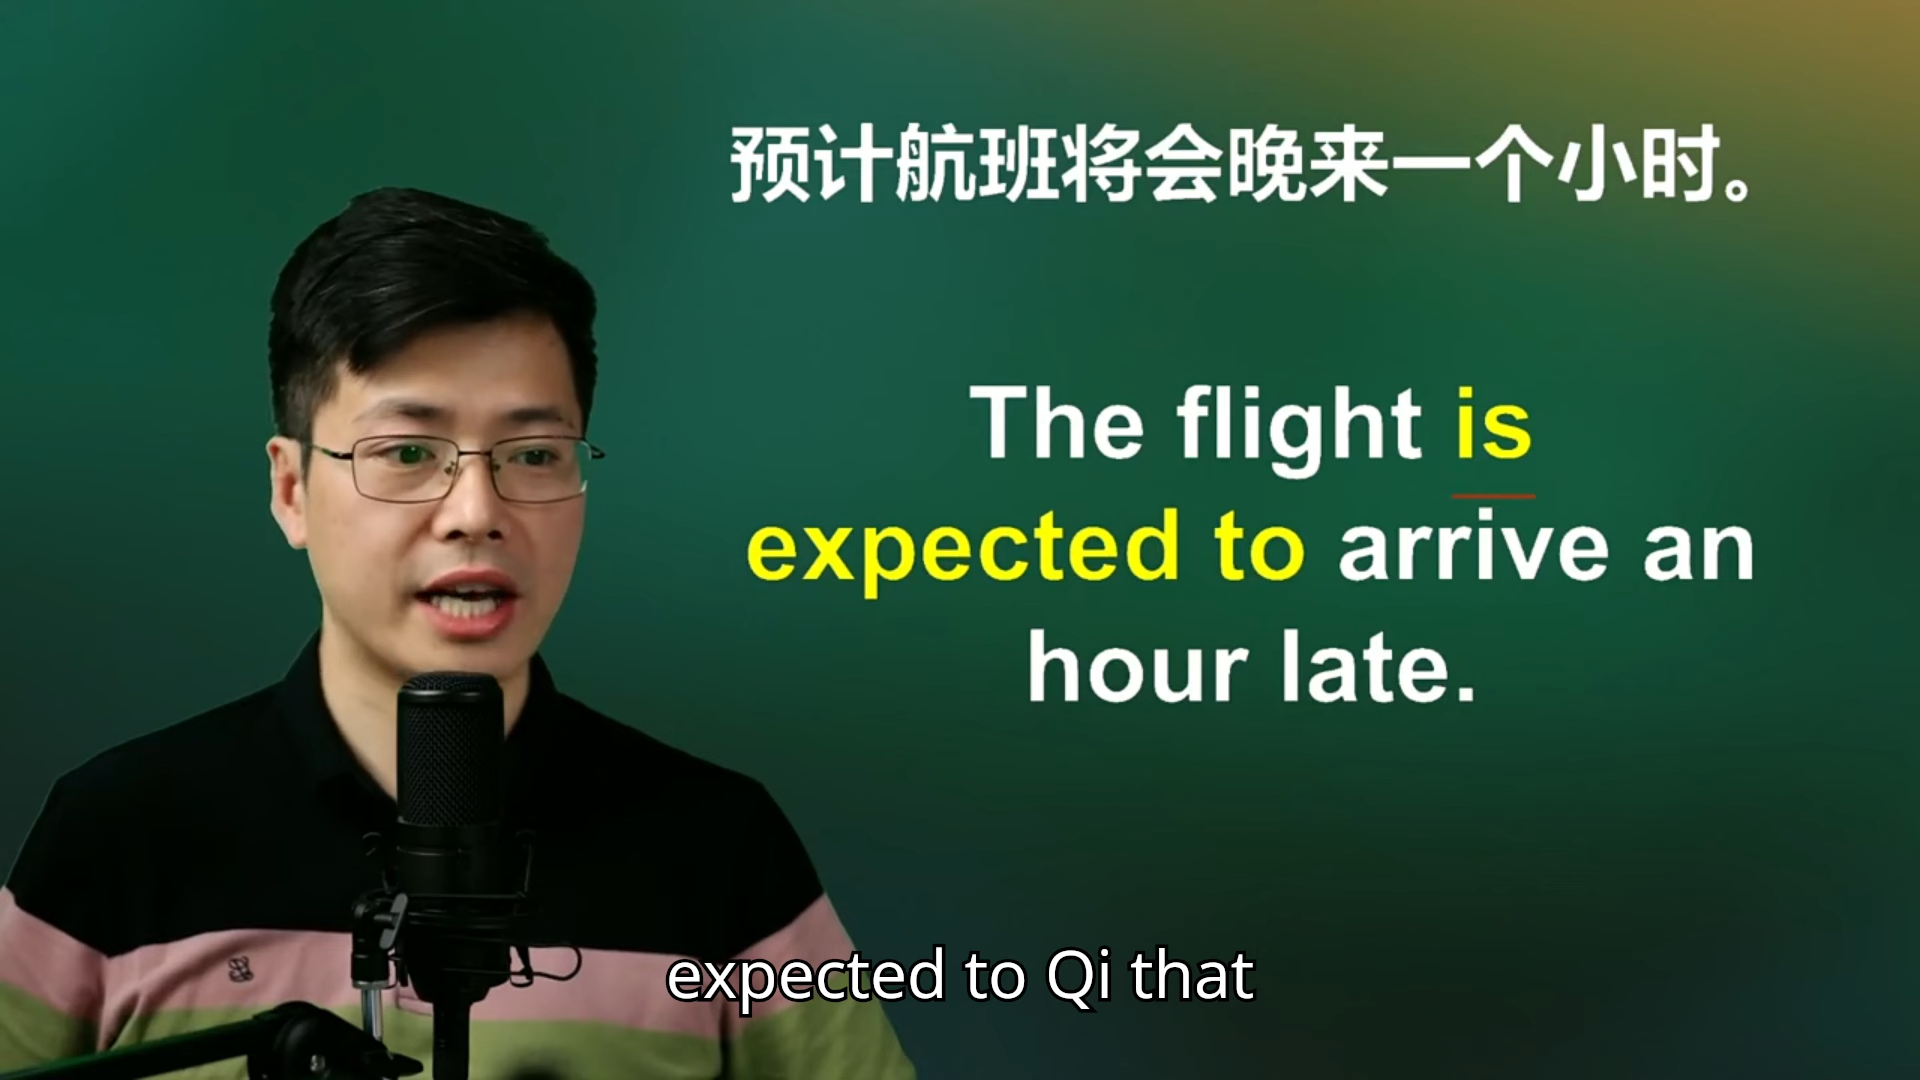 预计航班将会晚来一个小时。
The flight is
expected to arrive an
hour late.
expected to Qi that